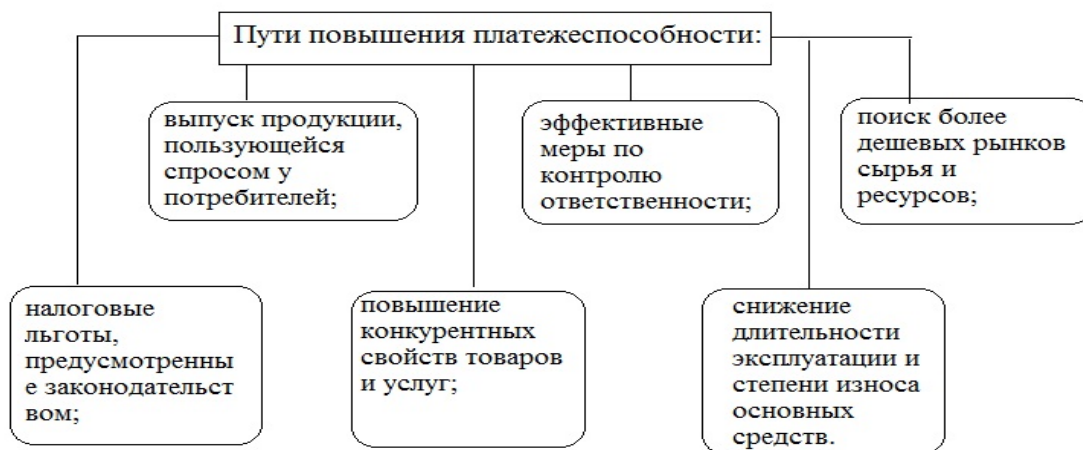 Пути повышения платежеспособности:
выпуск продукции,
пользующейся
спросом у
потребителей;
эффективные
меры по
контролю
ответственности;
поиск более
дешевых рынков
сырья и
ресурсов;
налоговые
льготы,
предусмотренны
е законодательст
вом;
повышение
конкурентных
свойств товаров
и услуг;
снижение
длительности
эксплуатации и
степени износа
основных
средств.